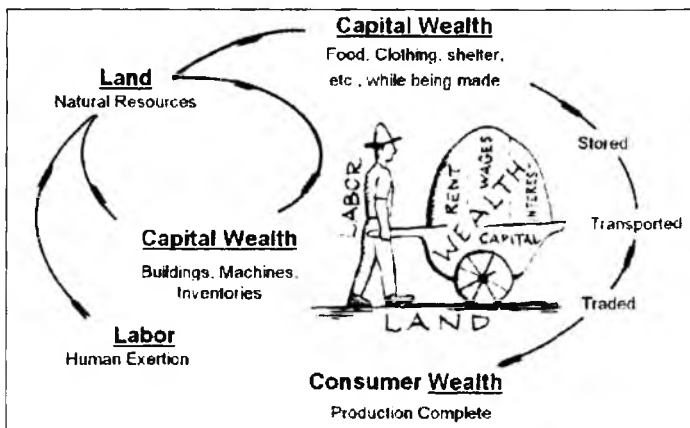 Capital Wealth
Food, Clothing, shelter,
etc., while being made
Land
Natural Resources
Stored
LABOR
RENT
WAGES
INTEREST
WEALTH
CAPITAL
Transported
Capital Wealth
Buildings, Machines,
Inventories
Traded
LAND
Labor
Human Exertion
Consumer Wealth
Production Complete